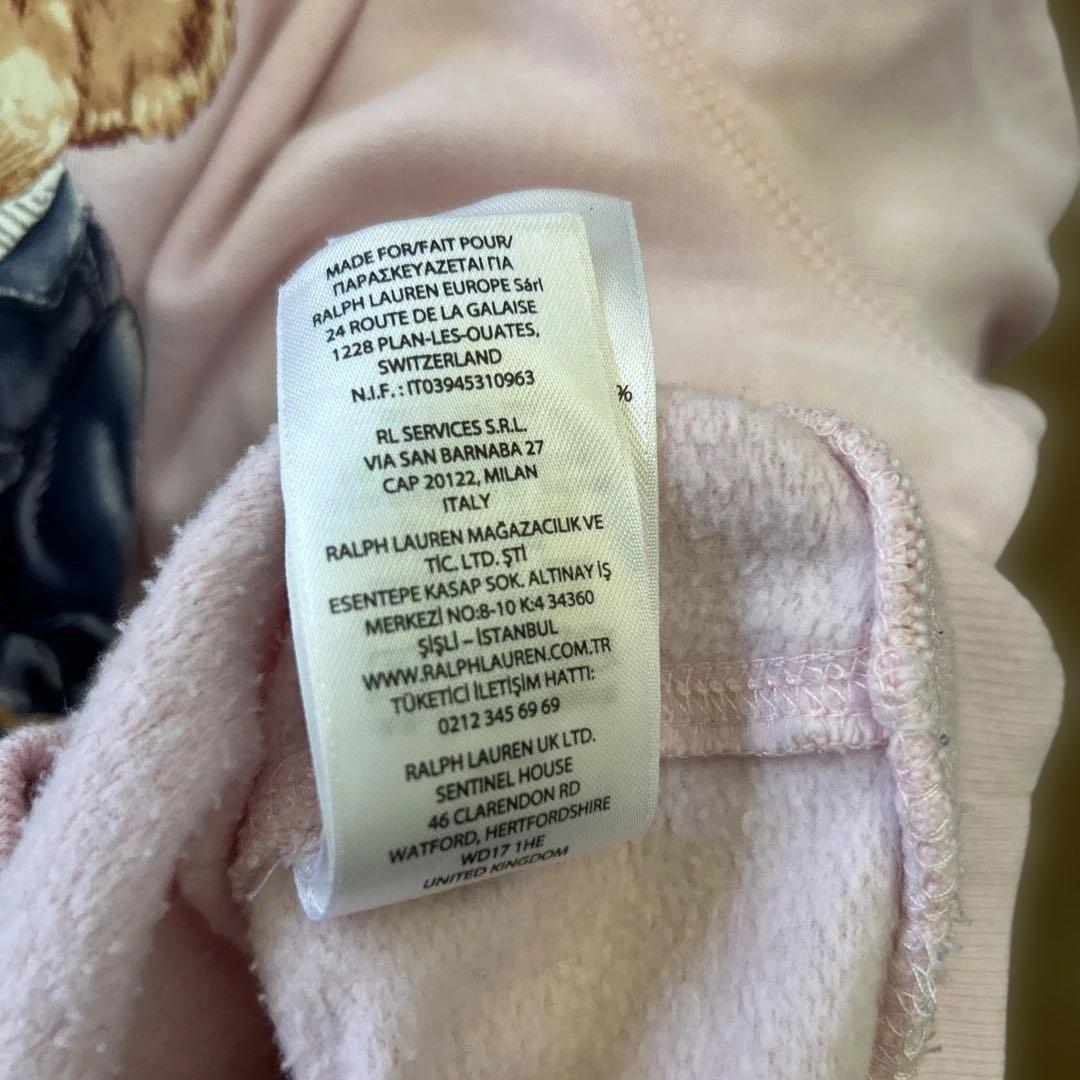 MADE FOR/FAIT POUR/
ΠΑΡΑΣΚΕΥΑΖΕΤΑΙ ΓΙΑ
RALPH LAUREN EUROPE Sárl
24 ROUTE DE LA GALAISE
1228 PLAN-LES-OUATES,
SWITZERLAND
N.I.F. : IT03945310963
RL SERVICES S.R.L.
VIA SAN BARNABA 27
CAP 20122, MILAN
ITALY
RALPH LAUREN MAĞAZACILIK VE
TİC. LTD. ŞTİ
ESENTEPE KASAP SOK. ALTINAY İŞ
MERKEZİ NO:8-10 K:4 34360
ŞİŞLİ – İSTANBUL
WWW.RALPHLAUREN.COM.TR
TÜKETİCİ İLETİŞİM HATTI:
0212 345 69 69
RALPH LAUREN UK LTD.
SENTINEL HOUSE
46 CLARENDON RD
WATFORD, HERTFORDSHIRE
WD17 1HE
UNITED KINGDOM
%